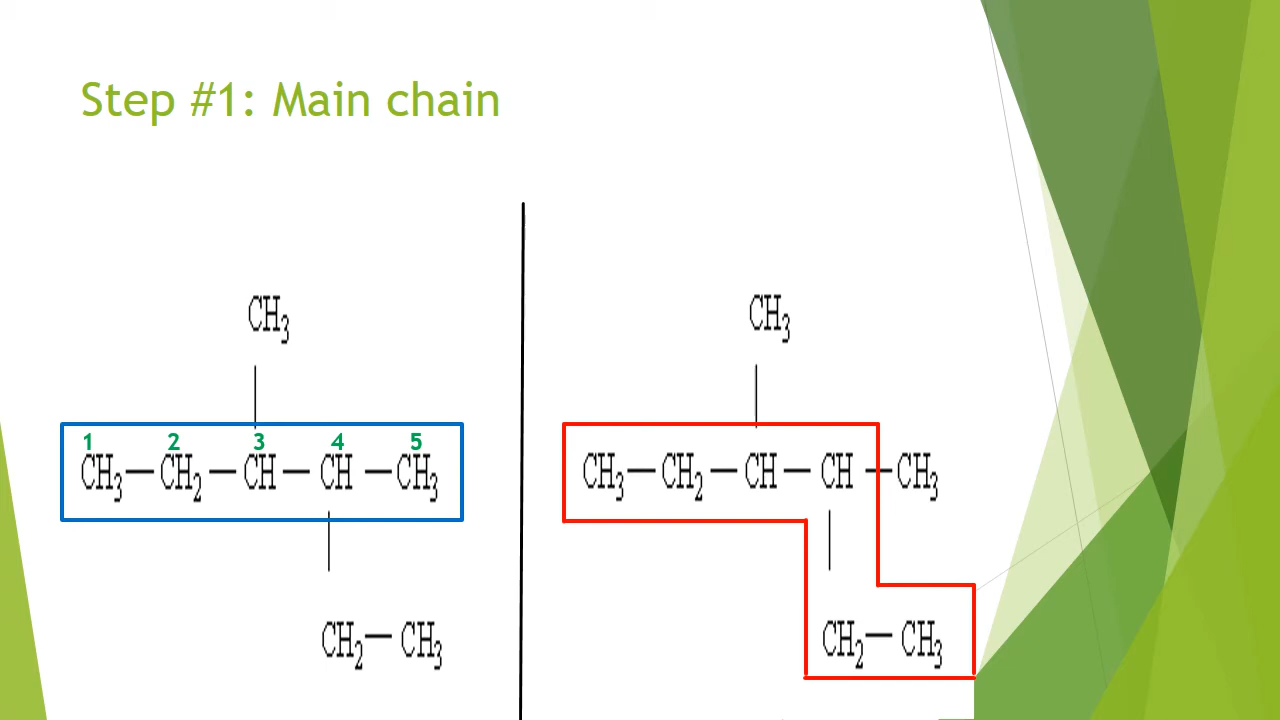 Step #1: Main chain
CH₃
1 2 3 4 5
CH₃—CH₂—CH—CH—CH₃
CH₂—CH₃
CH₃
CH₃—CH₂—CH—CH—CH₃
CH₂—CH₃